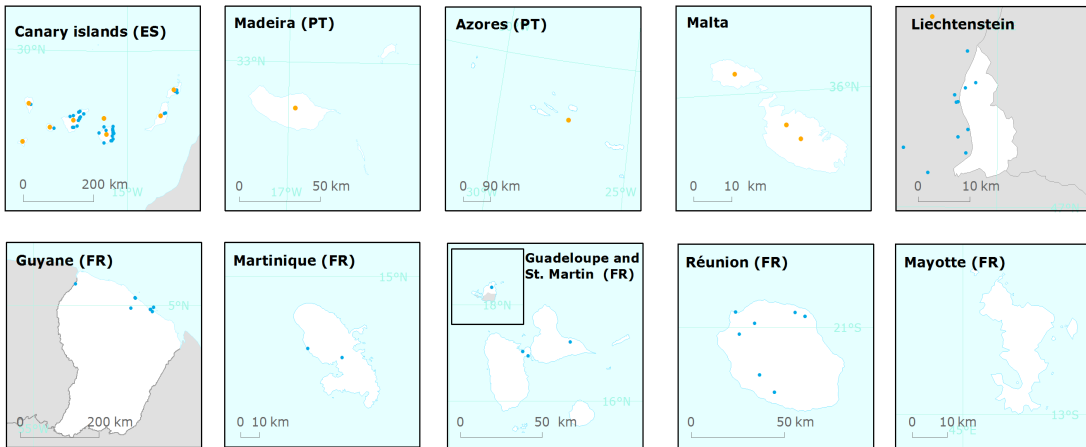 Canary islands (ES)
30°N
0 200 km
15°W
Madeira (PT)
33°N
0 50 km
17°W
Azores (PT)
0 90 km
30°N
25°W
Malta
36°N
0 10 km
Liechtenstein
0 10 km
Guyane (FR)
5°N
0 200 km
Martinique (FR)
15°N
0 10 km
Guadeloupe and
St. Martin (FR)
18°N
16°N
0 50 km
Réunion (FR)
21°S
0 50 km
Mayotte (FR)
13°S
0 10 km
45°E